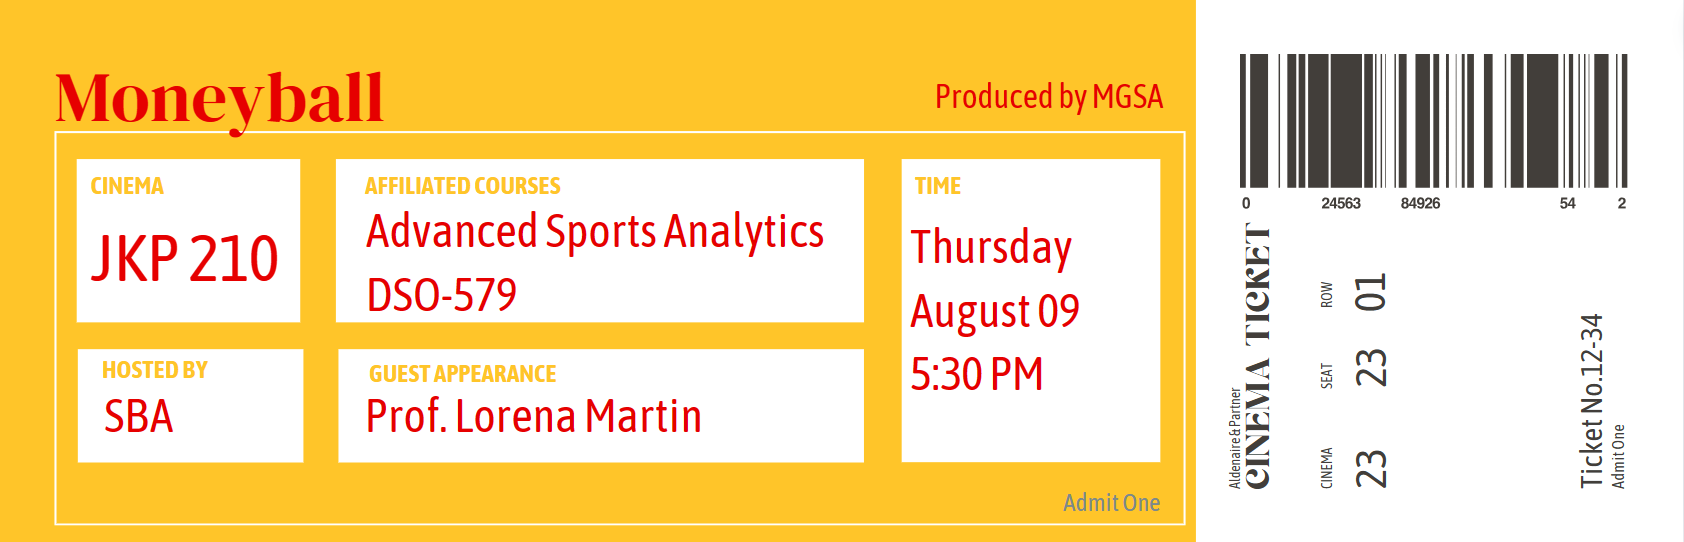 Moneyball
Produced by MGSA
CINEMA
JKP 210
AFFILIATED COURSES
Advanced Sports Analytics
DSO-579
TIME
Thursday
August 09
5:30 PM
HOSTED BY
SBA
GUEST APPEARANCE
Prof. Lorena Martin
Admit One
0 24563 84926 54 2
Aldenaire & Partner
CINEMA TICKET
ROW 01
SEAT 23
CINEMA 23
Ticket No.12-34
Admit One